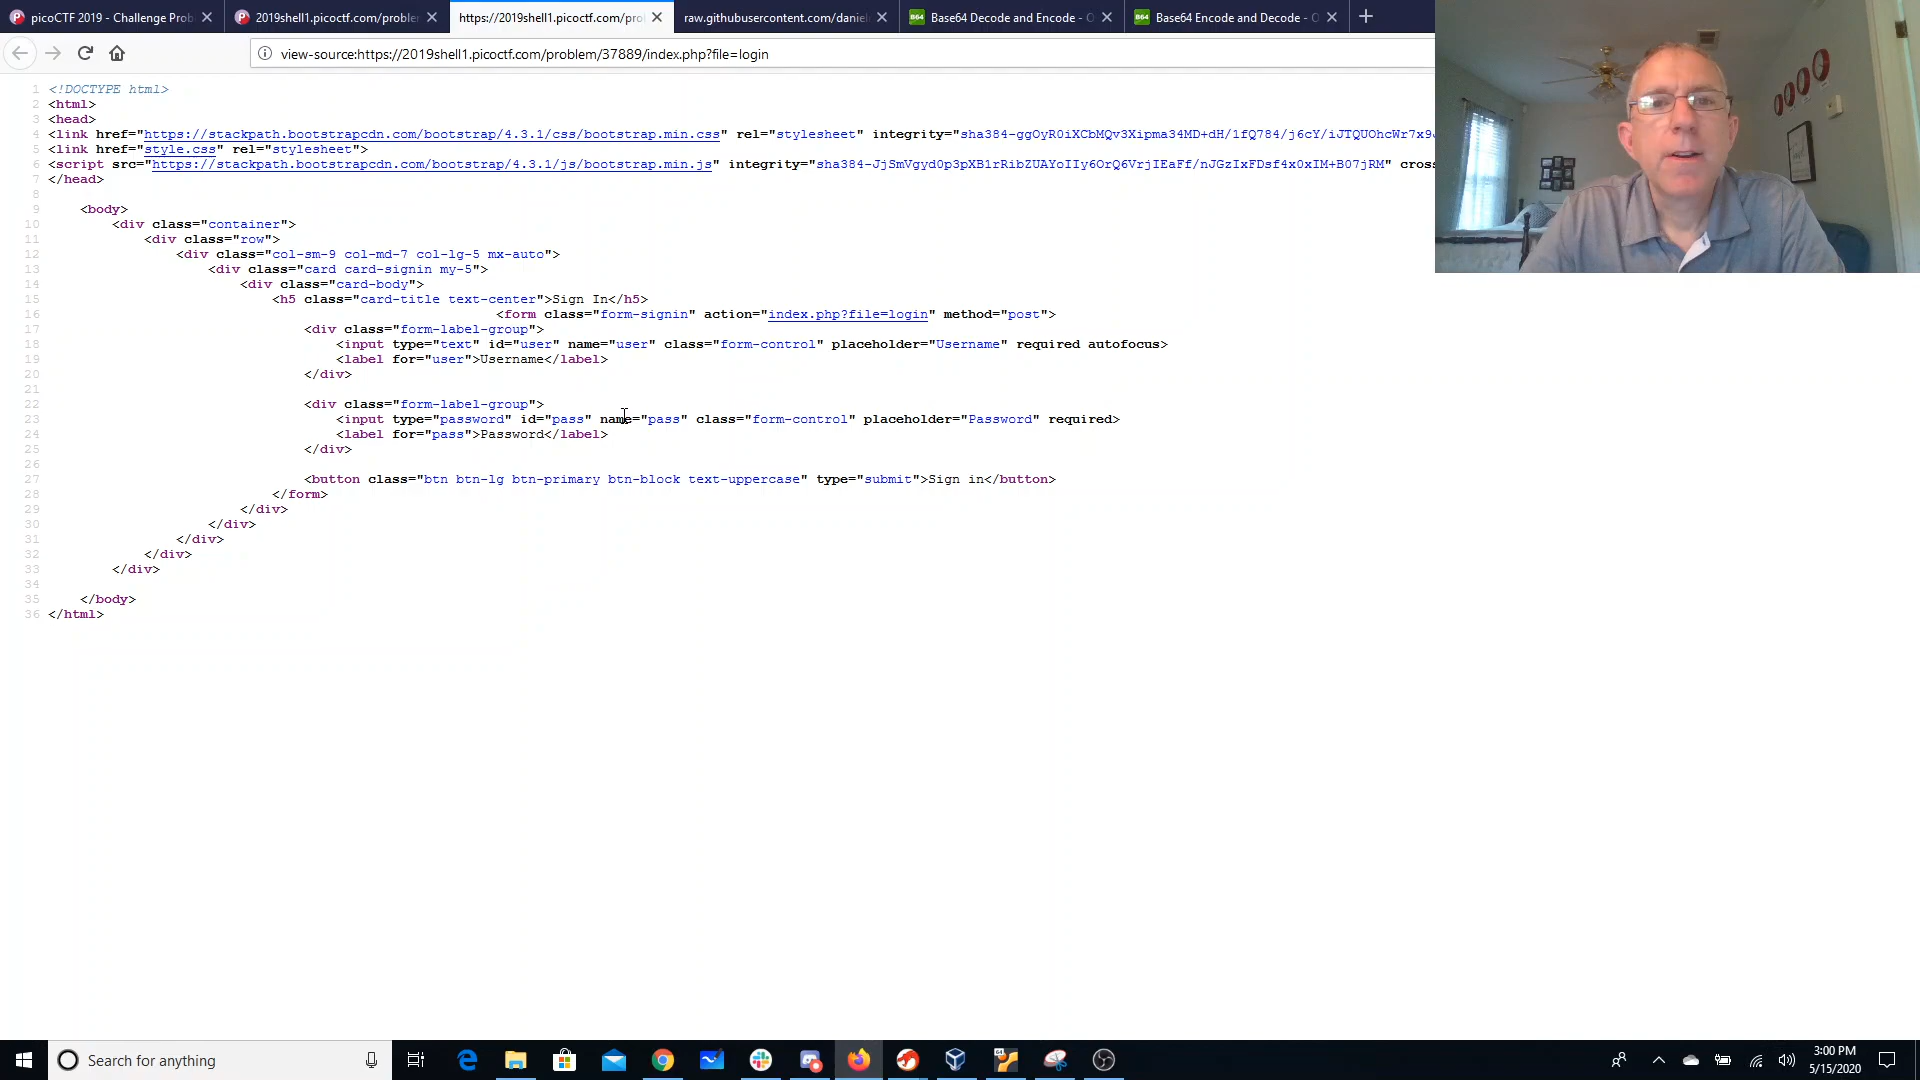 picoCTF 2019 - Challenge Prob
2019shell1.picoctf.com/proble
https://2019shell1.picoctf.com/pro
raw.githubusercontent.com/daniel
B64 Base64 Decode and Encode - O
B64 Base64 Encode and Decode - O
view-source:https://2019shell1.picoctf.com/problem/37889/index.php?file=login
1 <!DOCTYPE html>
2 <html>
3 <head>
4 <link href="https://stackpath.bootstrapcdn.com/bootstrap/4.3.1/css/bootstrap.min.css" rel="stylesheet" integrity="sha384-ggOyR0iXCbMQv3Xipma34MD+dH/1fQ784/j6cY/iJTQUOhcWr7x9J
5 <link href="style.css" rel="stylesheet">
6 <script src="https://stackpath.bootstrapcdn.com/bootstrap/4.3.1/js/bootstrap.min.js" integrity="sha384-JjSmVgyd0p3pXB1rRibZUAYoIIy6OrQ6VrjIEaFf/nJGzIxFDsf4x0xIM+B07jRM" cross
7 </head>
8
9 <body>
10 <div class="container">
11 <div class="row">
12 <div class="col-sm-9 col-md-7 col-lg-5 mx-auto">
13 <div class="card card-signin my-5">
14 <div class="card-body">
15 <h5 class="card-title text-center">Sign In</h5>
16 <form class="form-signin" action="index.php?file=login" method="post">
17 <div class="form-label-group">
18 <input type="text" id="user" name="user" class="form-control" placeholder="Username" required autofocus>
19 <label for="user">Username</label>
20 </div>
21
22 <div class="form-label-group">
23 <input type="password" id="pass" name="pass" class="form-control" placeholder="Password" required>
24 <label for="pass">Password</label>
25 </div>
26
27 <button class="btn btn-lg btn-primary btn-block text-uppercase" type="submit">Sign in</button>
28 </form>
29 </div>
30 </div>
31 </div>
32 </div>
33 </div>
34
35 </body>
36 </html>
Search for anything
3:00 PM
5/15/2020